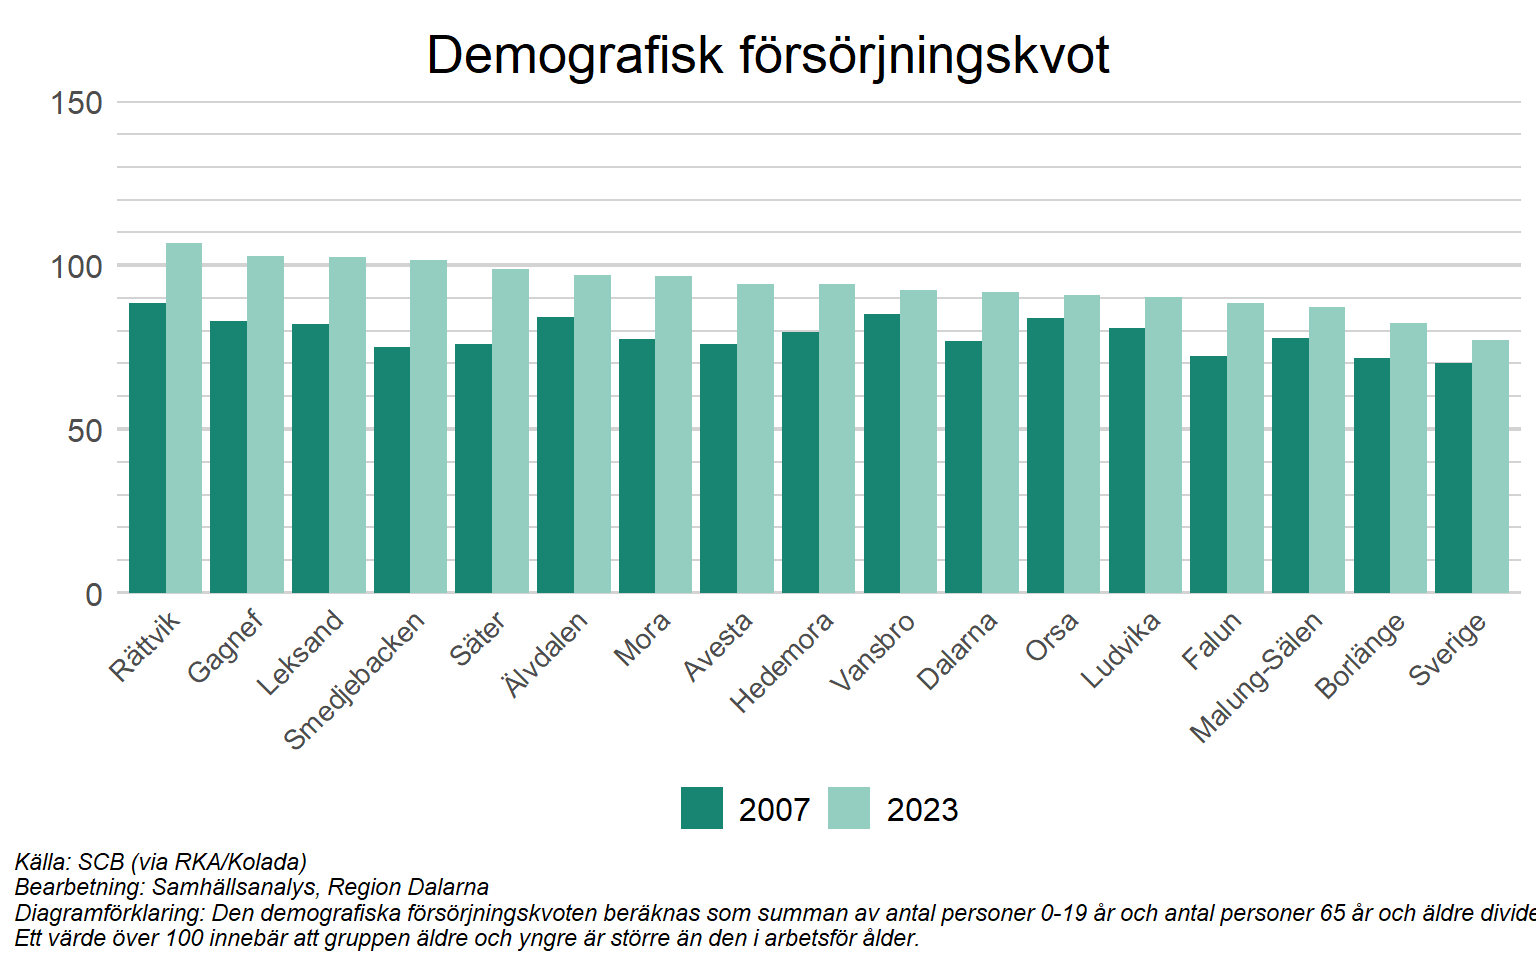 Demografisk försörjningskvot
150
100
50
0
Rättvik
Gagnef
Leksand
Smedjebacken
Säter
Älvdalen
Mora
Avesta
Hedemora
Vansbro
Dalarna
Orsa
Ludvika
Falun
Malung-Sälen
Borlänge
Sverige
2007 2023
Källa: SCB (via RKA/Kolada)
Bearbetning: Samhällsanalys, Region Dalarna
Diagramförklaring: Den demografiska försörjningskvoten beräknas som summan av antal personer 0-19 år och antal personer 65 år och äldre divide
Ett värde över 100 innebär att gruppen äldre och yngre är större än den i arbetsför ålder.